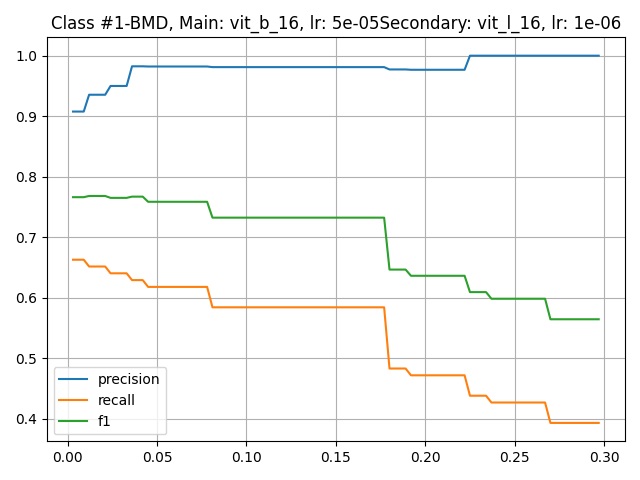 Class #1-BMD, Main: vit_b_16, lr: 5e-05Secondary: vit_l_16, lr: 1e-06
1.0
0.9
0.8
0.7
0.6
0.5
0.4
precision
recall
f1
0.00 0.05 0.10 0.15 0.20 0.25 0.30